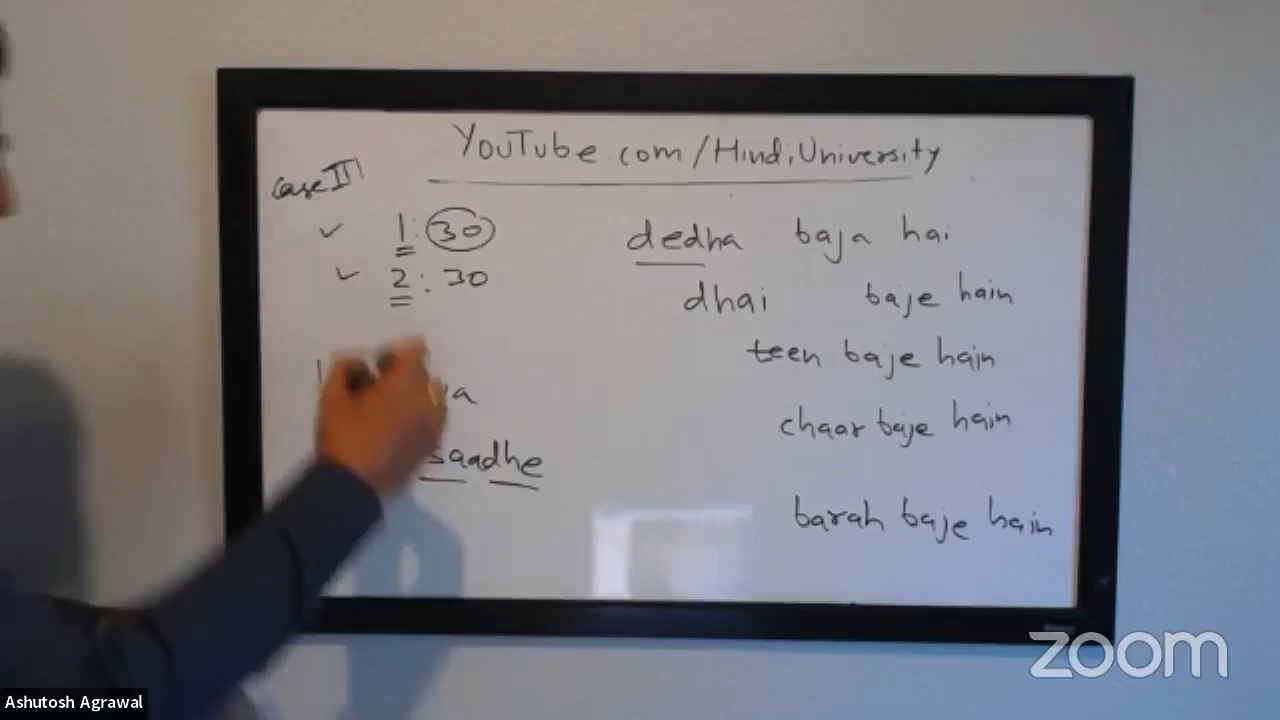 YouTube com/HindiUniversity
Case III
✓ 1:30 dedha baja hai
✓ 2:30 dhai baje hain
teen baje hain
chaar baje hain
saadhe
barah baje hain
zoom
Ashutosh Agrawal